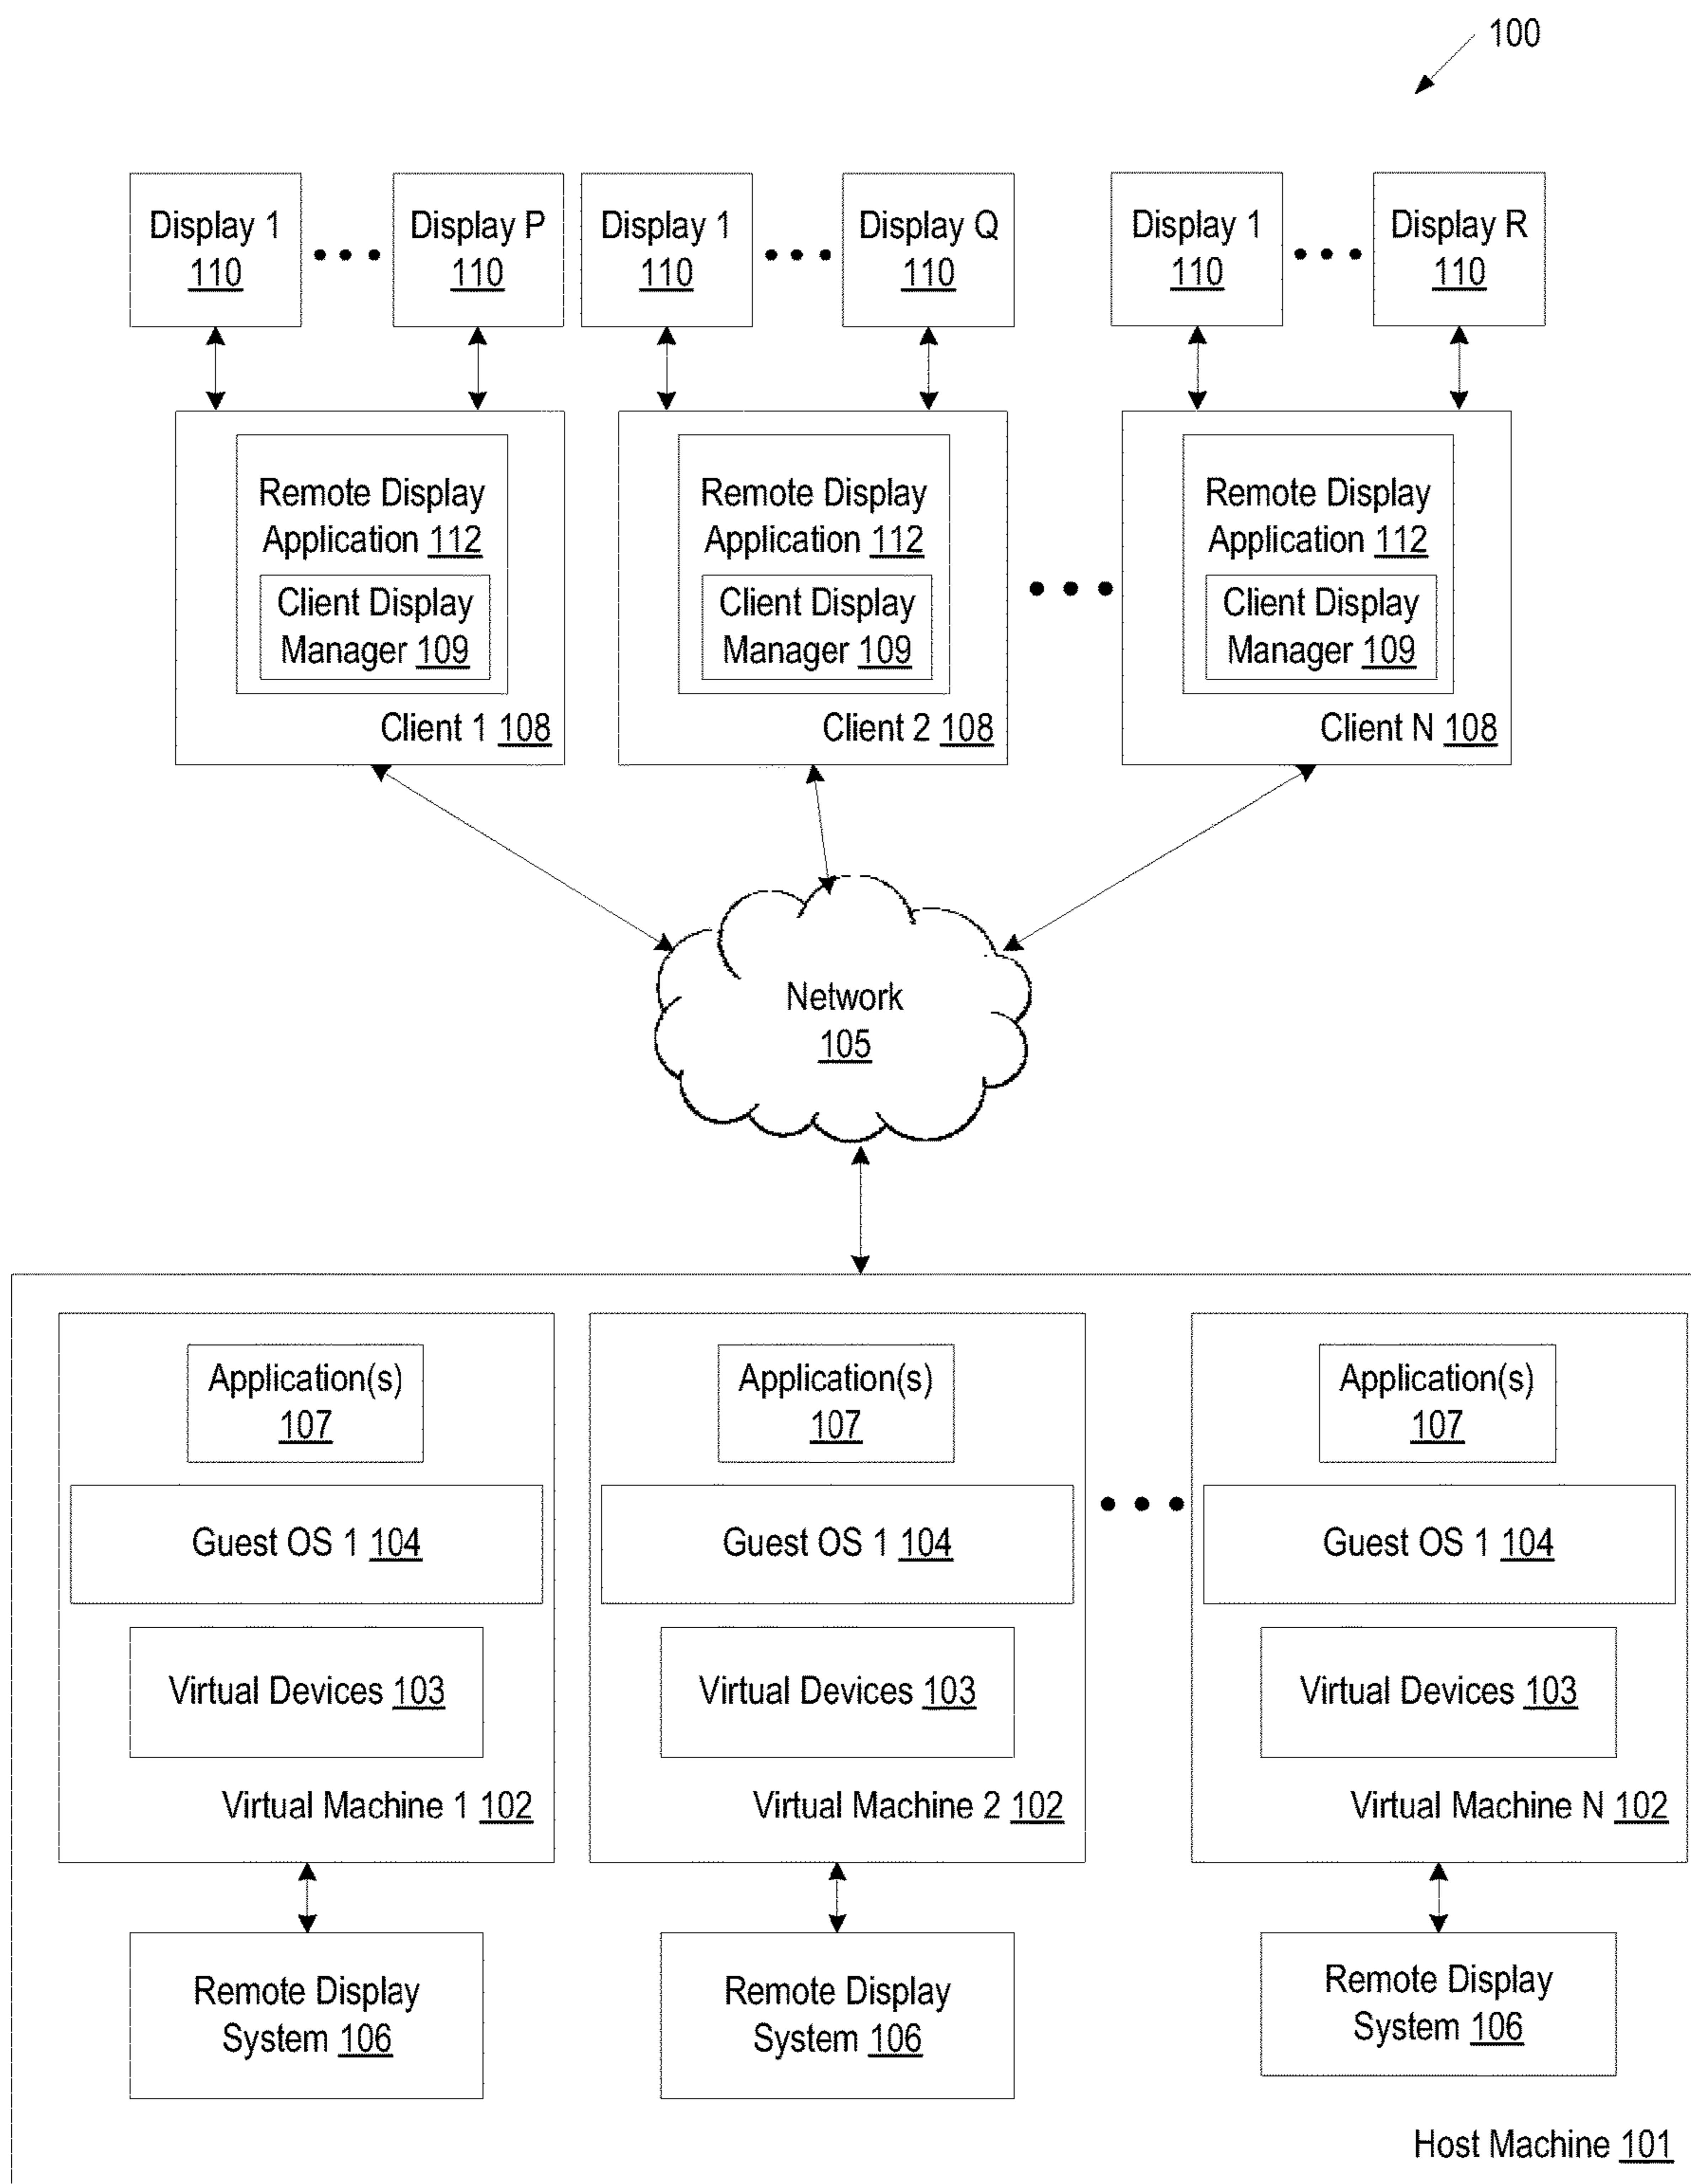 100
Display 1
110
Display P
110
Display 1
110
Display Q
110
Display 1
110
Display R
110
Remote Display
Application 112
Client Display
Manager 109
Client 1 108
Remote Display
Application 112
Client Display
Manager 109
Client 2 108
Remote Display
Application 112
Client Display
Manager 109
Client N 108
Network
105
Application(s)
107
Guest OS 1 104
Virtual Devices 103
Virtual Machine 1 102
Application(s)
107
Guest OS 1 104
Virtual Devices 103
Virtual Machine 2 102
Application(s)
107
Guest OS 1 104
Virtual Devices 103
Virtual Machine N 102
Remote Display
System 106
Remote Display
System 106
Remote Display
System 106
Host Machine 101